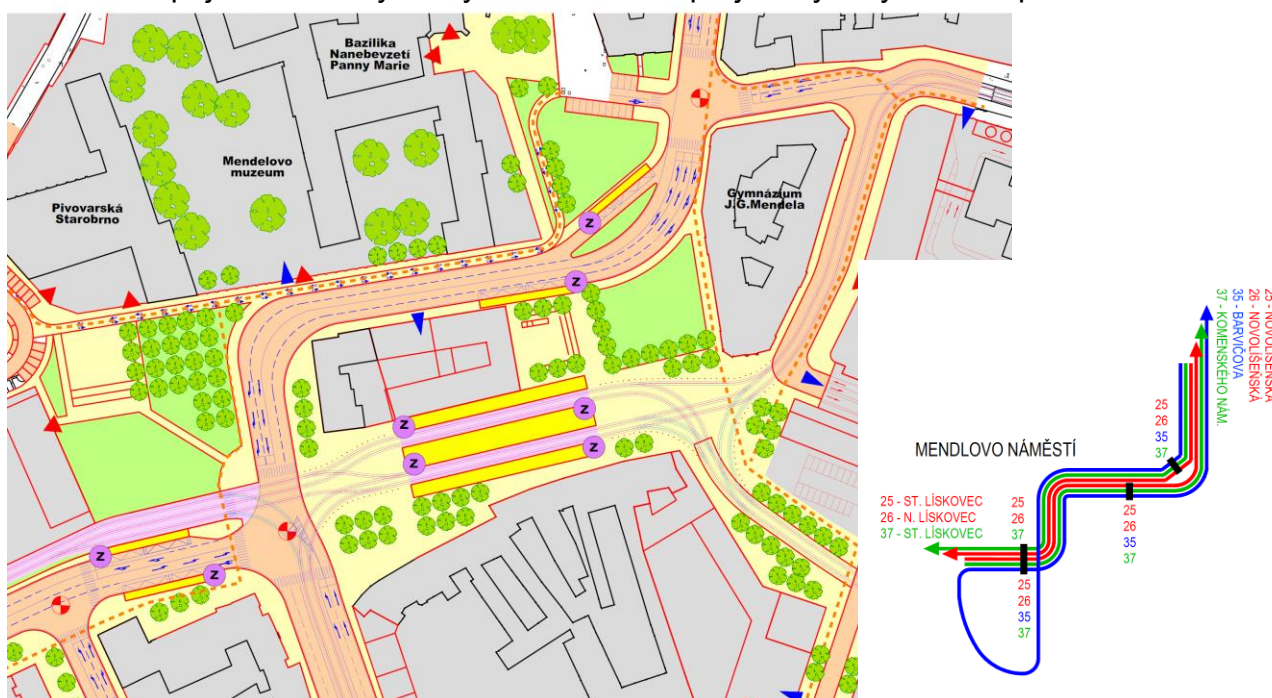 Bazilika
Nanebevzetí
Panny Marie
Mendelovo
muzeum
Pivovarská
Starobrno
Gymnázium
J.G.Mendela
Z
Z
Z
Z
Z
Z
Z
Z
25 - NOVOLÍŠEŇSKÁ
26 - NOVOLÍŠEŇSKÁ
35 - BARVIČOVA
37 - KOMENSKÉHO NÁM.
25
26
35
37
MENDLOVO NÁMĚSTÍ
25 - ST. LÍSKOVEC
26 - N. LÍSKOVEC
37 - ST. LÍSKOVEC
25
26
37
25
26
35
37
25
26
35
37